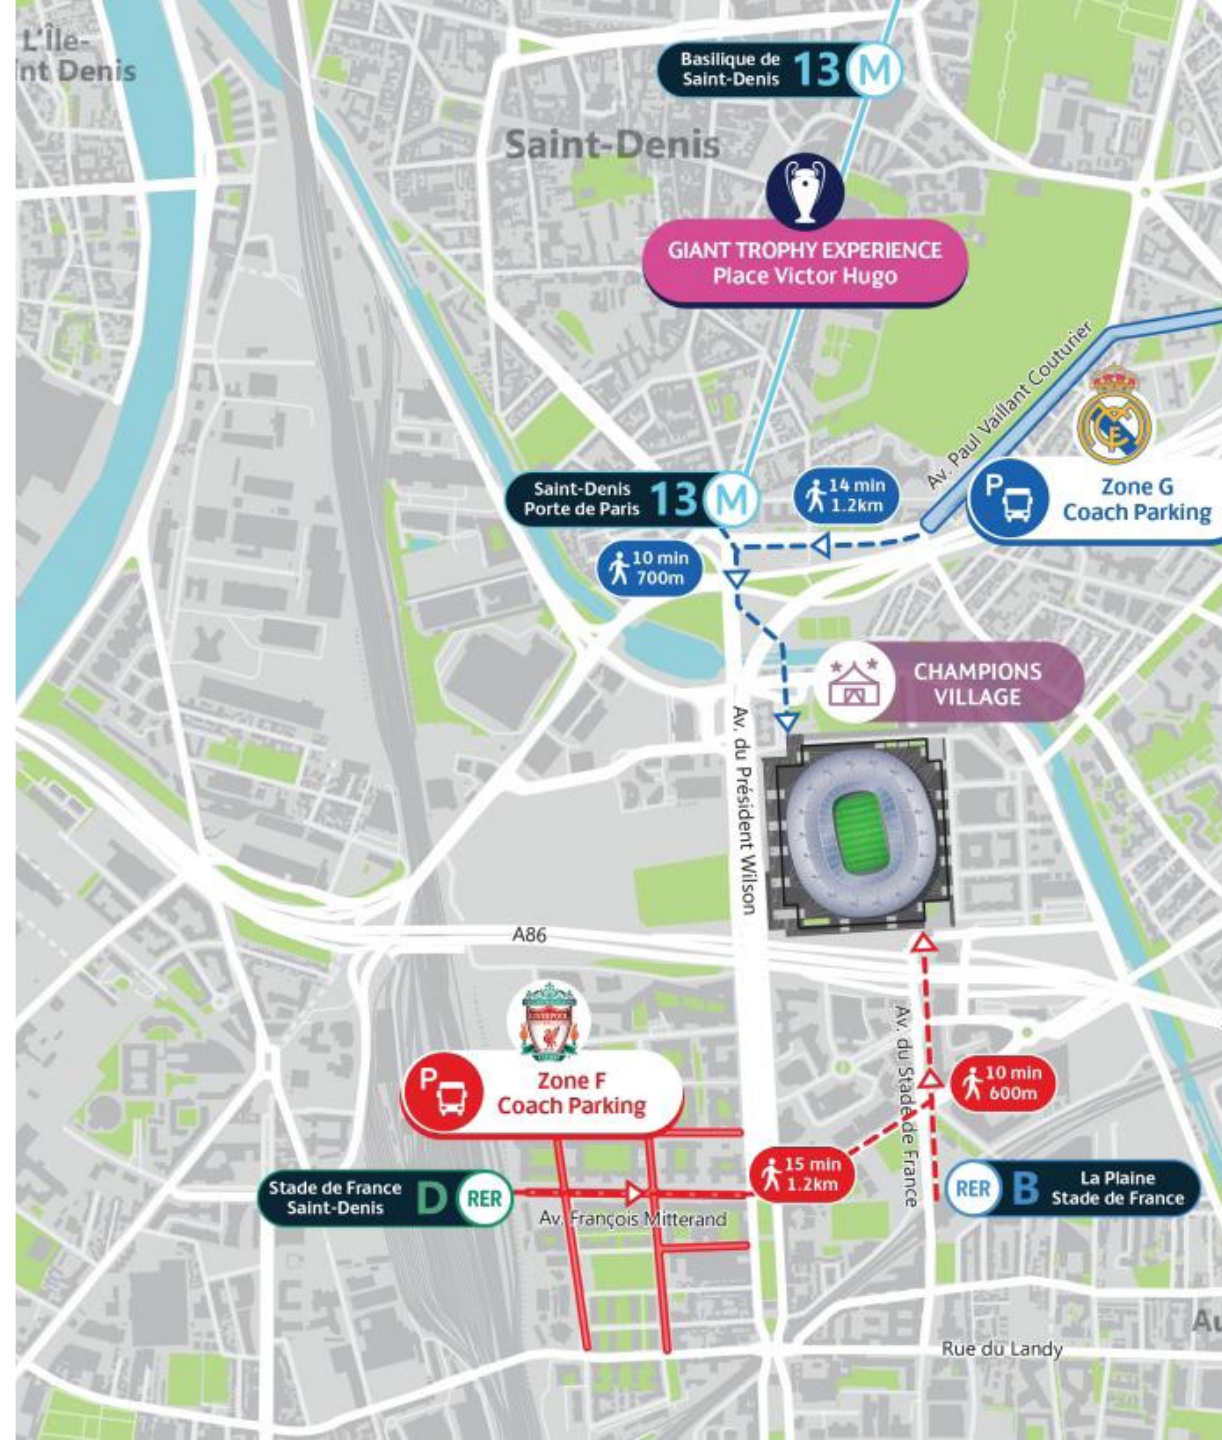 L'Île-
nt Denis
Basilique de
Saint-Denis
13 M
Saint-Denis
GIANT TROPHY EXPERIENCE
Place Victor Hugo
Av. Paul Vaillant Couturier
P
Zone G
Coach Parking
Saint-Denis
Porte de Paris
13 M
14 min
1.2km
10 min
700m
CHAMPIONS
VILLAGE
Av. du Président Wilson
A86
LIVERPOOL
P
Zone F
Coach Parking
Av. du Stade de France
10 min
600m
15 min
1.2km
Stade de France
Saint-Denis
D RER
Av. François Mitterand
RER B
La Plaine
Stade de France
Au
Rue du Landy